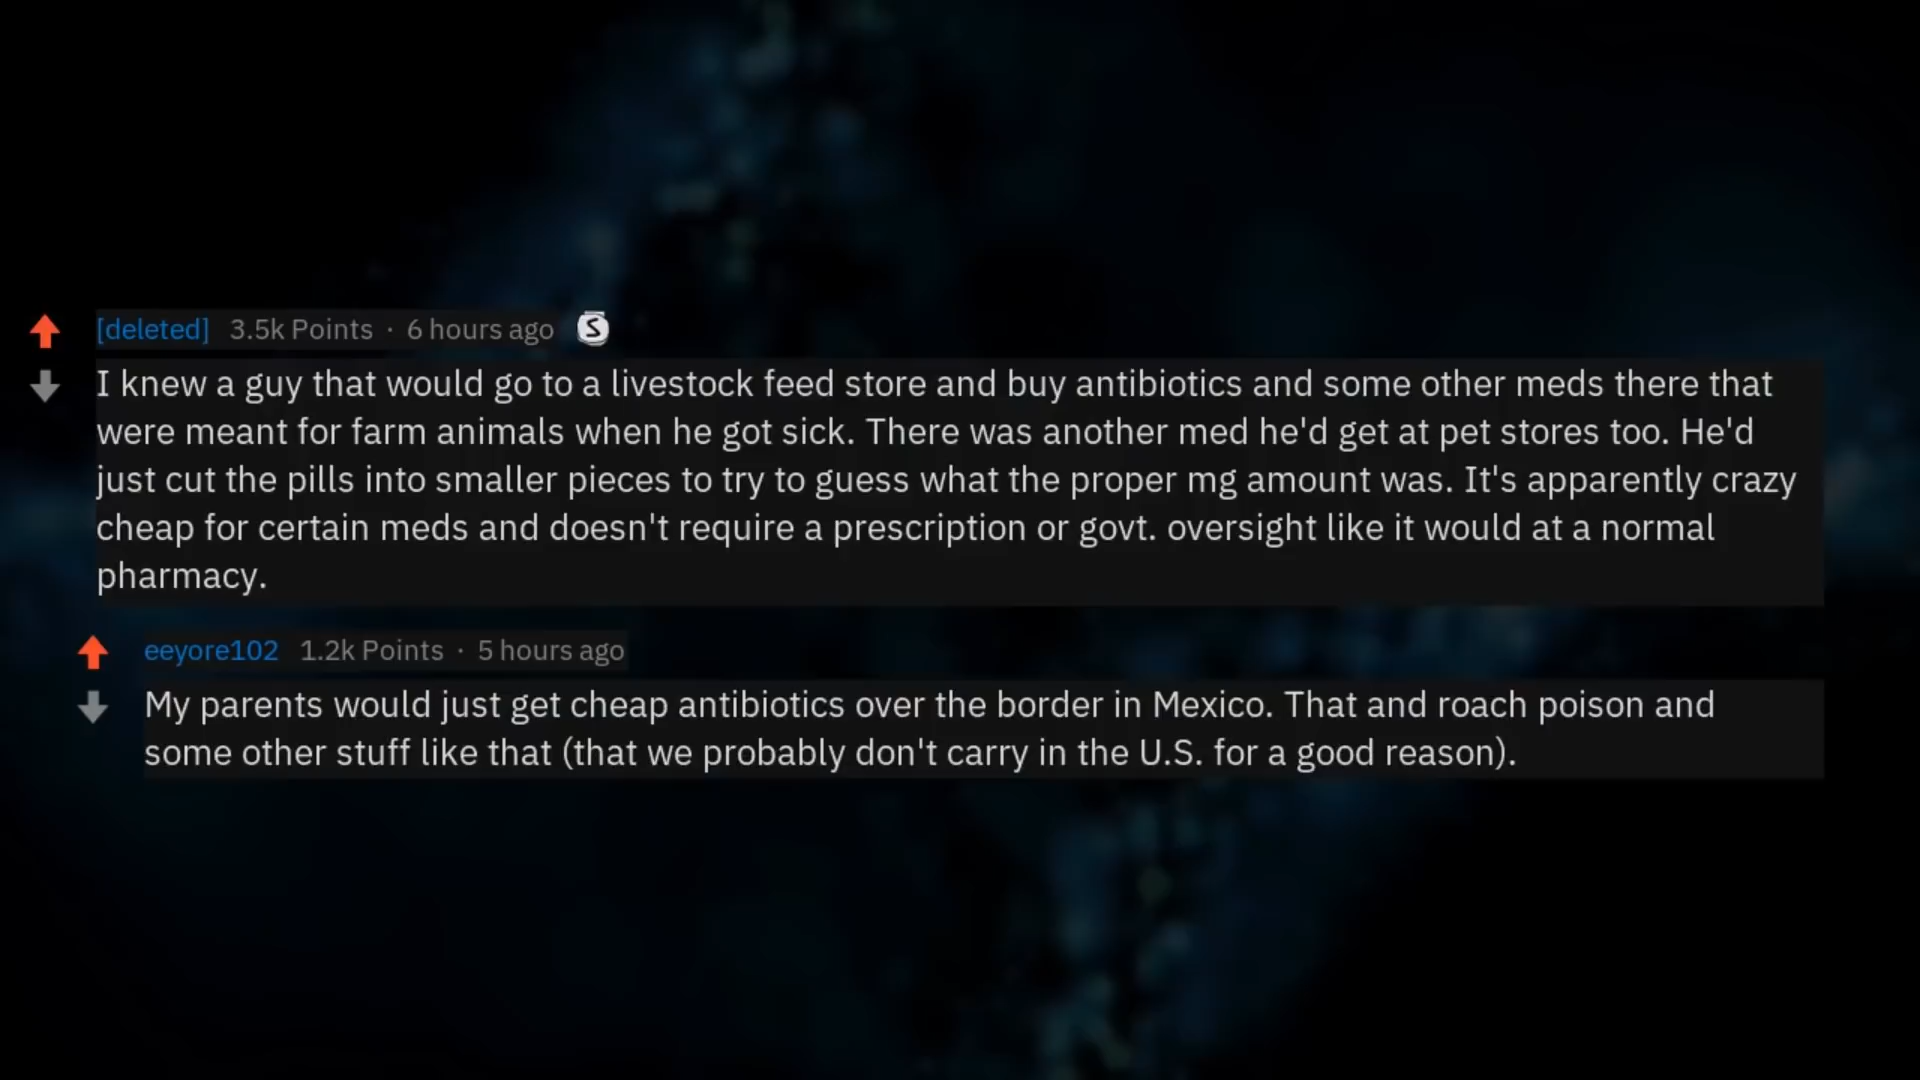 [deleted] 3.5k Points · 6 hours ago S
I knew a guy that would go to a livestock feed store and buy antibiotics and some other meds there that
were meant for farm animals when he got sick. There was another med he'd get at pet stores too. He'd
just cut the pills into smaller pieces to try to guess what the proper mg amount was. It's apparently crazy
cheap for certain meds and doesn't require a prescription or govt. oversight like it would at a normal
pharmacy.
eeyore102 1.2k Points · 5 hours ago
My parents would just get cheap antibiotics over the border in Mexico. That and roach poison and
some other stuff like that (that we probably don't carry in the U.S. for a good reason).